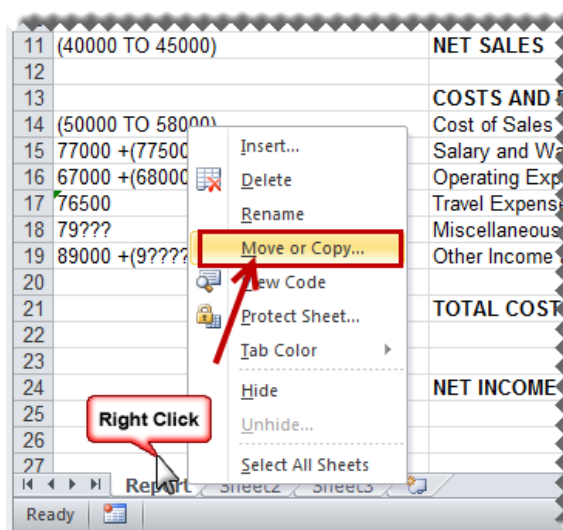 11 (40000 TO 45000) NET SALES
12
13 COSTS AND
14 (50000 TO 58000) Cost of Sales
15 77000 +(77500 Salary and Wa
16 67000 +(68000 Operating Exp
17 76500 Travel Expens
18 79??? Miscellaneous
19 89000 +(9???? Other Income
20
21 TOTAL COST
22
23
24 NET INCOME
25
26
27
Insert...
Delete
Rename
Move or Copy...
View Code
Protect Sheet...
Tab Color
Hide
Unhide...
Select All Sheets
Right Click
Report Sheet2 Sheet3
Ready